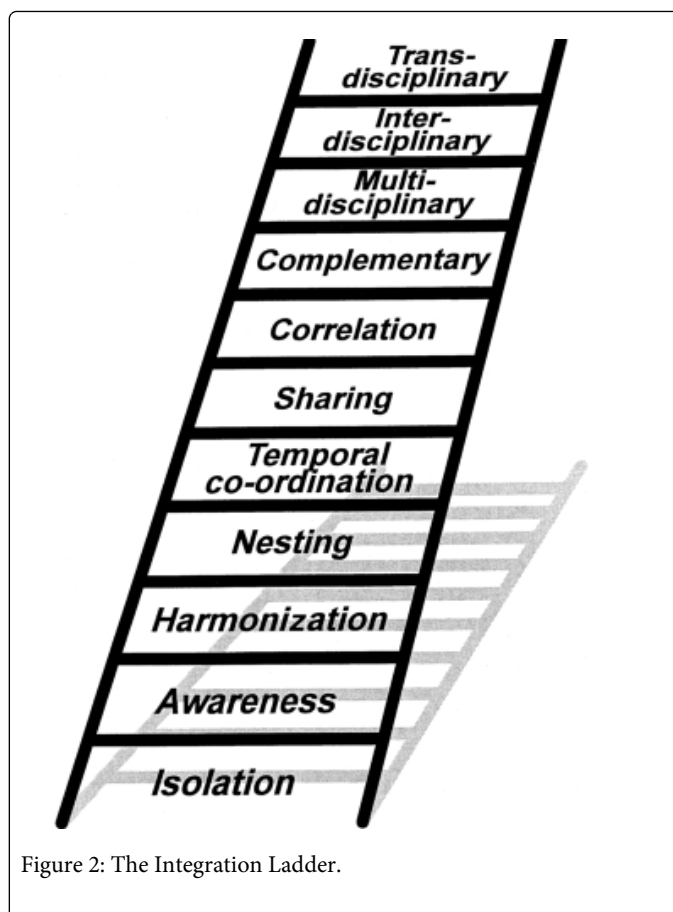 Trans-
disciplinary
Inter-
disciplinary
Multi-
disciplinary
Complementary
Correlation
Sharing
Temporal
co-ordination
Nesting
Harmonization
Awareness
Isolation
Figure 2: The Integration Ladder.